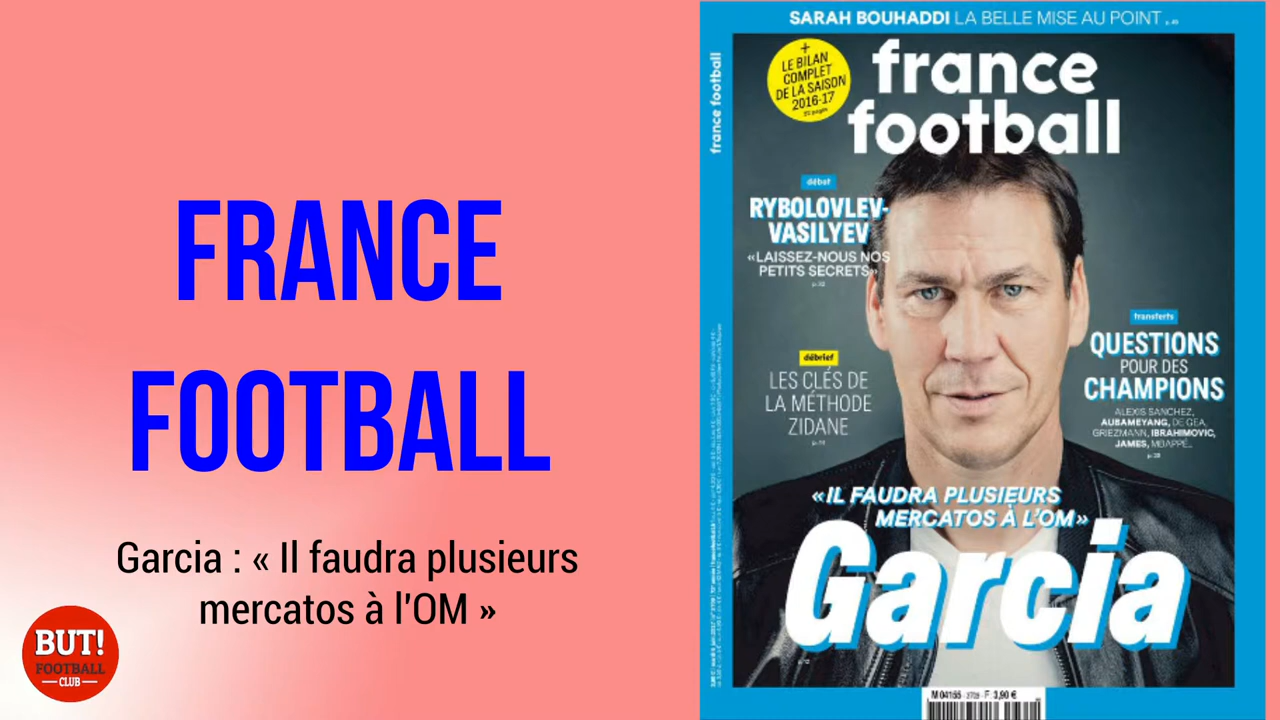 FRANCE
FOOTBALL
Garcia : « Il faudra plusieurs
mercatos à l'OM »
BUT!
FOOTBALL
CLUB
SARAH BOUHADDI LA BELLE MISE AU POINT
france football
+
LE BILAN
COMPLET
DE LA SAISON
2016-17
france
football
débat
RYBOLOVLEV-
VASILYEV
«LAISSEZ-NOUS NOS
PETITS SECRETS»
débrief
LES CLÉS DE
LA MÉTHODE
ZIDANE
transferts
QUESTIONS
POUR DES
CHAMPIONS
ALEXIS SANCHEZ,
AUBAMEYANG, DE GEA,
GRIEZMANN, IBRAHIMOVIC,
JAMES, MBAPPÉ...
«IL FAUDRA PLUSIEURS
MERCATOS À L'OM»
Garcia
F: 3,90 €